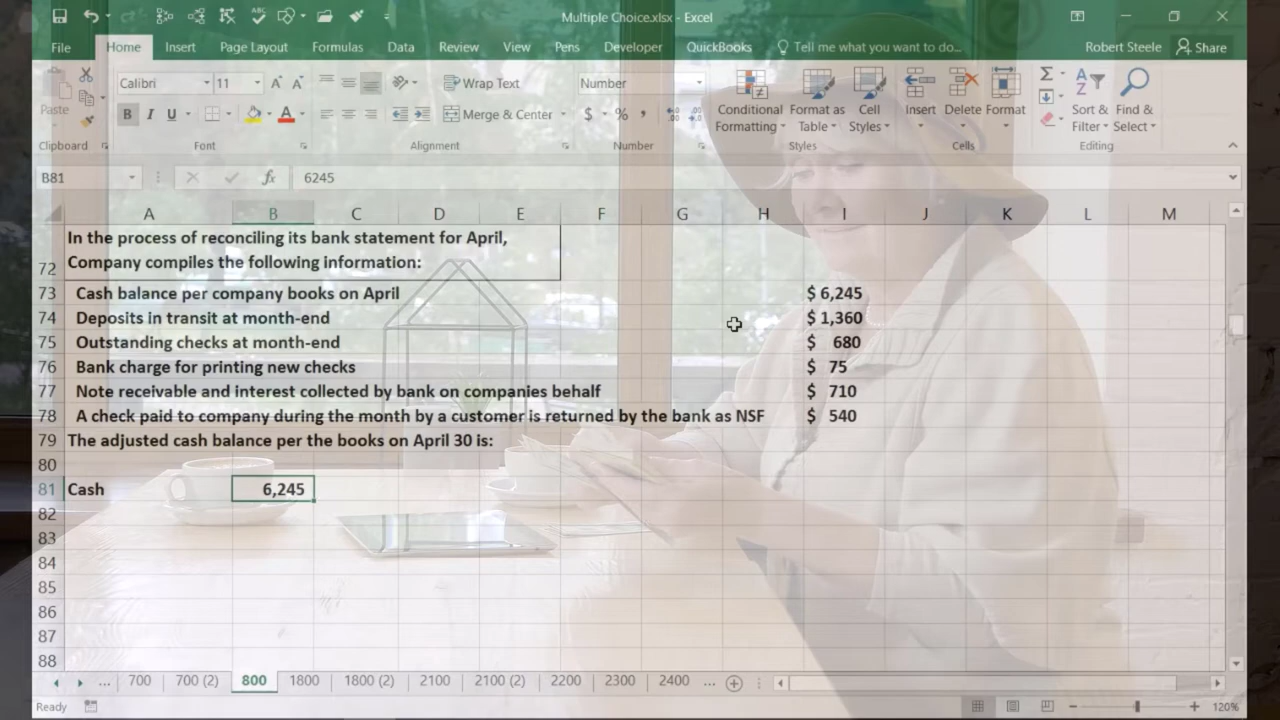 Multiple Choice.xlsx - Excel
File Home Insert Page Layout Formulas Data Review View Pens Developer QuickBooks Tell me what you want to do... Robert Steele Share
Paste
Calibri 11 A A Wrap Text Number
B I U A Merge & Center $ %
Conditional Formatting
Format as Table
Cell Styles
Insert Delete Format
Sort & Filter
Find & Select
Clipboard Font Alignment Number Styles Cells Editing
B81 fx 6245
A B C D E F G H I J K L M
In the process of reconciling its bank statement for April,
72 Company compiles the following information:
73 Cash balance per company books on April $ 6,245
74 Deposits in transit at month-end $ 1,360
75 Outstanding checks at month-end $ 680
76 Bank charge for printing new checks $ 75
77 Note receivable and interest collected by bank on companies behalf $ 710
78 A check paid to company during the month by a customer is returned by the bank as NSF $ 540
79 The adjusted cash balance per the books on April 30 is:
80
81 Cash 6,245
82
83
84
85
86
87
88
... 700 700 (2) 800 1800 1800 (2) 2100 2100 (2) 2200 2300 2400 ...
Ready 120%